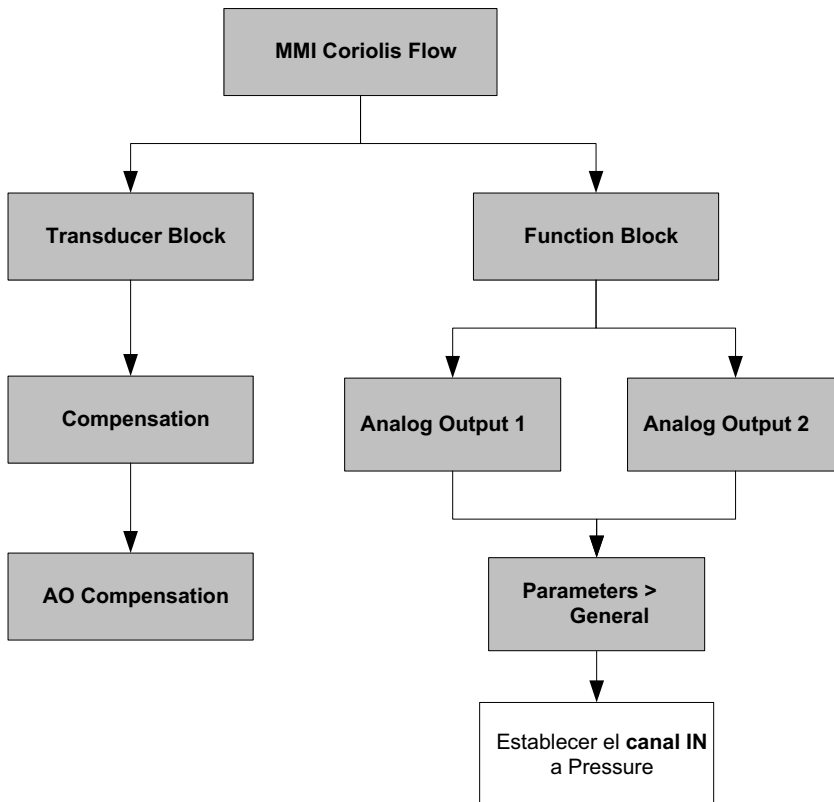 MMI Coriolis Flow
Transducer Block
Function Block
Compensation
Analog Output 1
Analog Output 2
AO Compensation
Parameters >
General
Establecer el canal IN
a Pressure